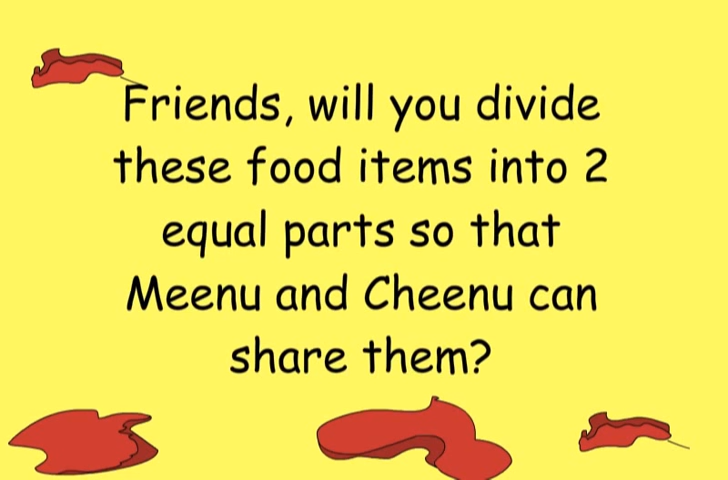 Friends, will you divide
these food items into 2
equal parts so that
Meenu and Cheenu can
share them?